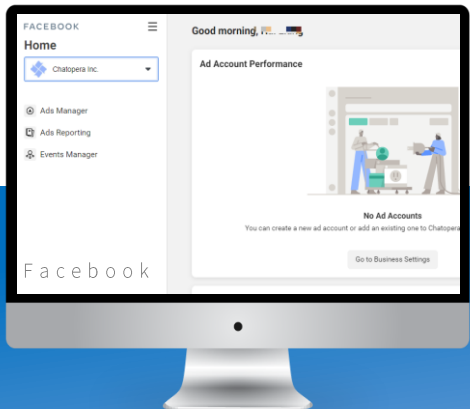 FACEBOOK
Home
Chatopera Inc.
Ads Manager
Ads Reporting
Events Manager
Facebook
Good morning,
Ad Account Performance
No Ad Accounts
You can create a new ad account or add an existing one to Chatopera
Go to Business Settings